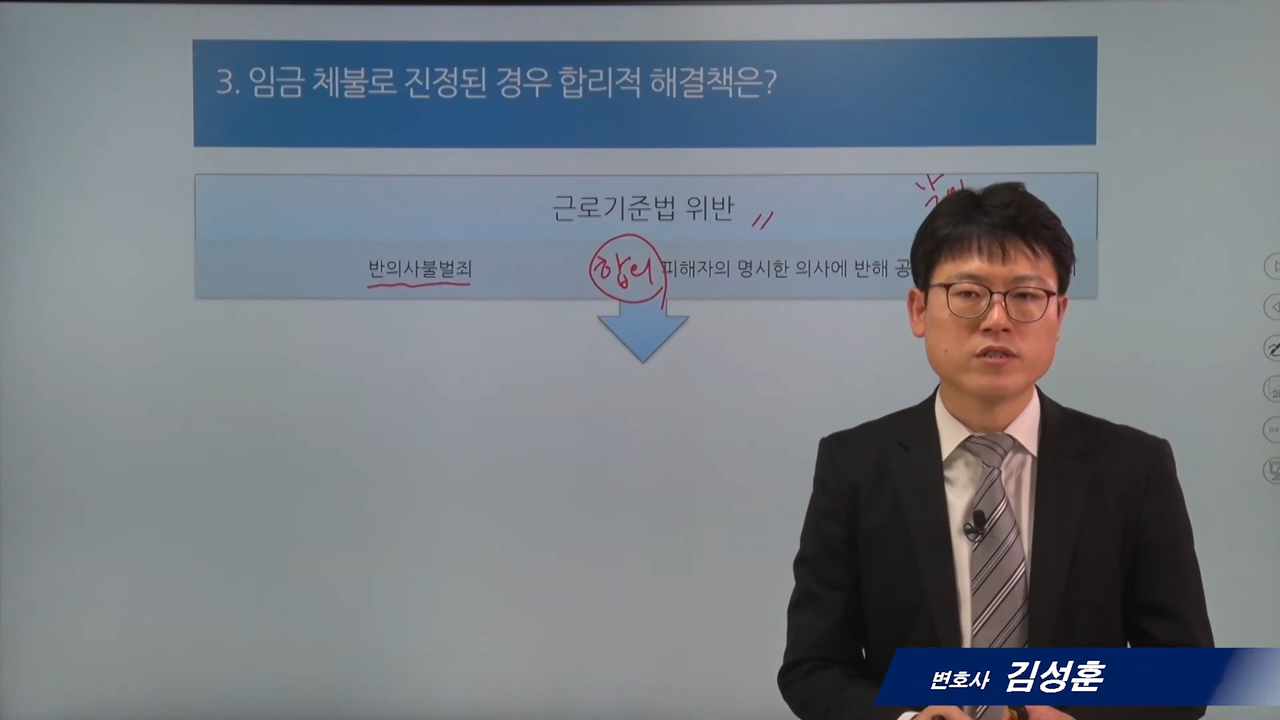 3. 임금 체불로 진정된 경우 합리적 해결책은?
근로기준법 위반
반의사불벌죄
합의
피해자의 명시한 의사에 반해
변호사 김성훈